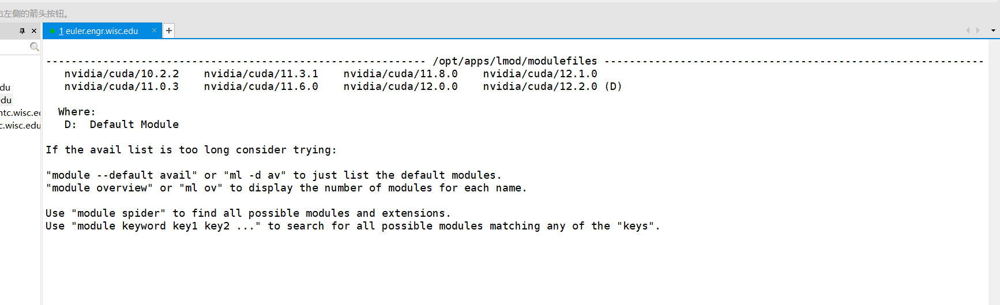 击左侧的箭头按钮。
1 euler.engr.wisc.edu × +
------------------------------------------------------------ /opt/apps/lmod/modulefiles ------------------------------------------------------------
nvidia/cuda/10.2.2 nvidia/cuda/11.3.1 nvidia/cuda/11.8.0 nvidia/cuda/12.1.0
du
nvidia/cuda/11.0.3 nvidia/cuda/11.6.0 nvidia/cuda/12.0.0 nvidia/cuda/12.2.0 (D)
edu
Where:
ntc.wisc.ed
D: Default Module
c.wisc.edu
If the avail list is too long consider trying:
"module --default avail" or "ml -d av" to just list the default modules.
"module overview" or "ml ov" to display the number of modules for each name.
Use "module spider" to find all possible modules and extensions.
Use "module keyword key1 key2 ..." to search for all possible modules matching any of the "keys".